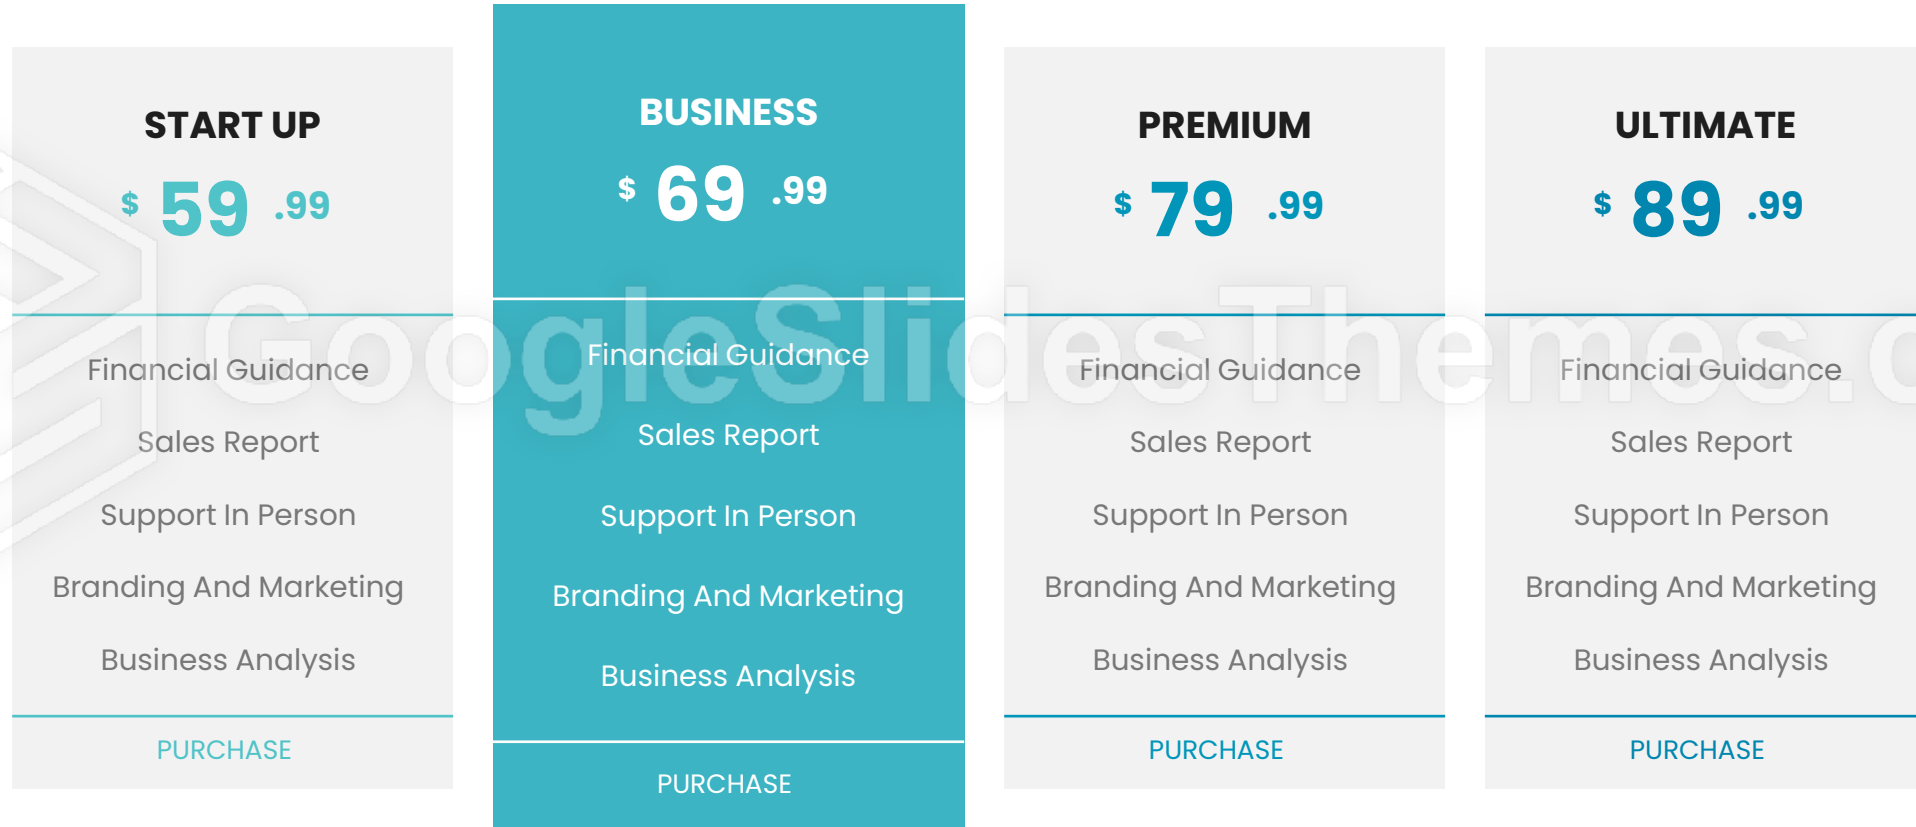 START UP
$ 59 .99
Financial Guidance
Sales Report
Support In Person
Branding And Marketing
Business Analysis
PURCHASE
BUSINESS
$ 69 .99
Financial Guidance
Sales Report
Support In Person
Branding And Marketing
Business Analysis
PURCHASE
PREMIUM
$ 79 .99
Financial Guidance
Sales Report
Support In Person
Branding And Marketing
Business Analysis
PURCHASE
ULTIMATE
$ 89 .99
Financial Guidance
Sales Report
Support In Person
Branding And Marketing
Business Analysis
PURCHASE
GoogleSlidesThemes.c